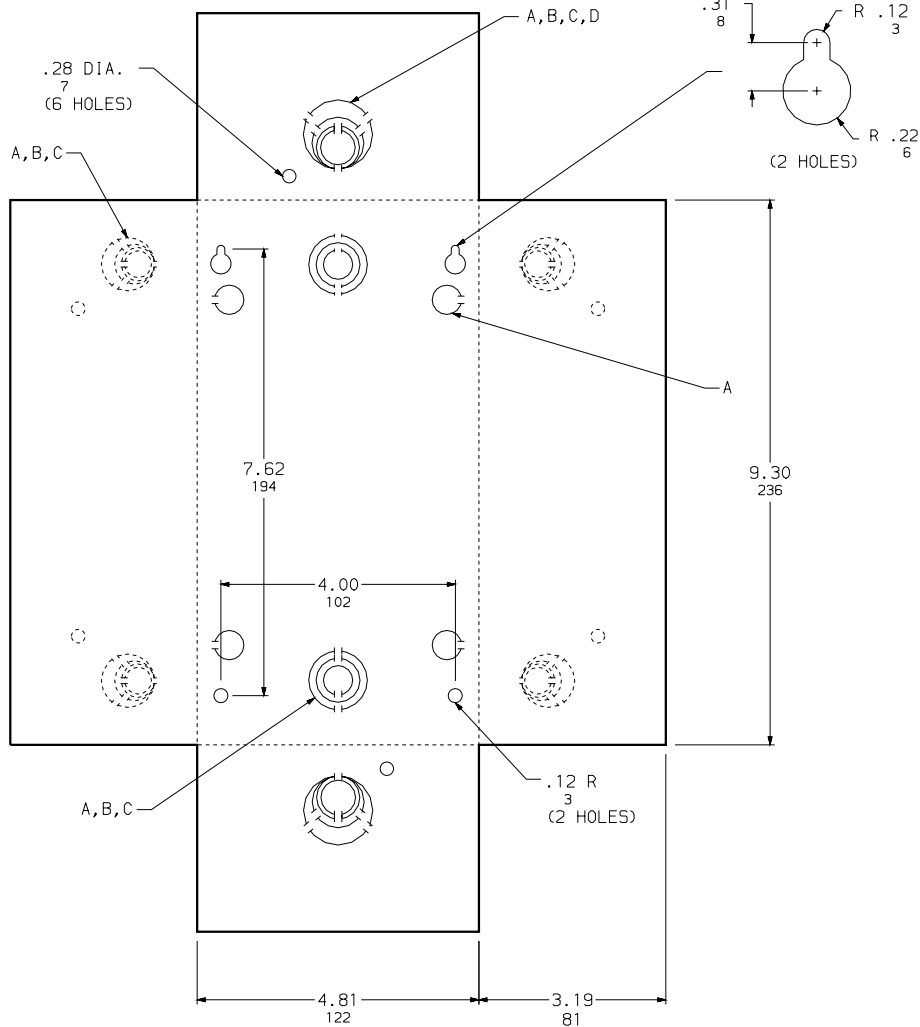 A,B,C,D
.31
8
R .12
3
.28 DIA.
7
(6 HOLES)
R .22
6
(2 HOLES)
A,B,C
A
7.62
194
9.30
236
4.00
102
A,B,C
.12 R
3
(2 HOLES)
4.81
122
3.19
81